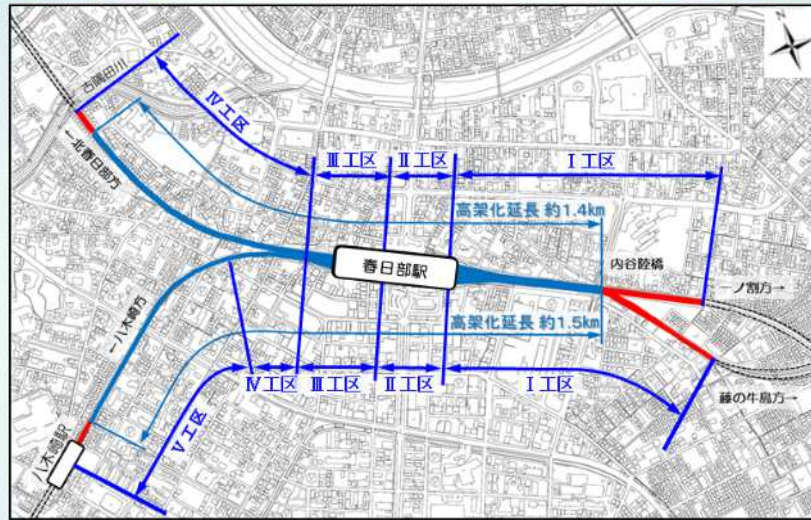 古隅田川
Ⅳ工区
←北春日部方
Ⅲ工区
Ⅱ工区
Ⅰ工区
高架化延長 約1.4km
内谷陸橋
春日部駅
一ノ割方→
←八木崎方
高架化延長 約1.5km
Ⅳ工区
Ⅲ工区
Ⅱ工区
Ⅰ工区
藤の牛島方→
Ⅴ工区
八木崎駅